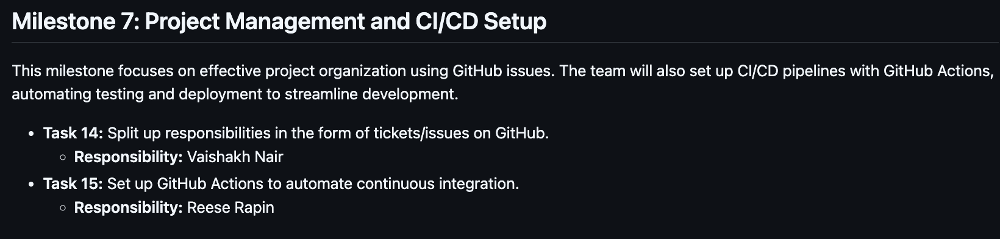 Milestone 7: Project Management and CI/CD Setup
This milestone focuses on effective project organization using GitHub issues. The team will also set up CI/CD pipelines with GitHub Actions,
automating testing and deployment to streamline development.
• Task 14: Split up responsibilities in the form of tickets/issues on GitHub.
◦ Responsibility: Vaishakh Nair
• Task 15: Set up GitHub Actions to automate continuous integration.
◦ Responsibility: Reese Rapin